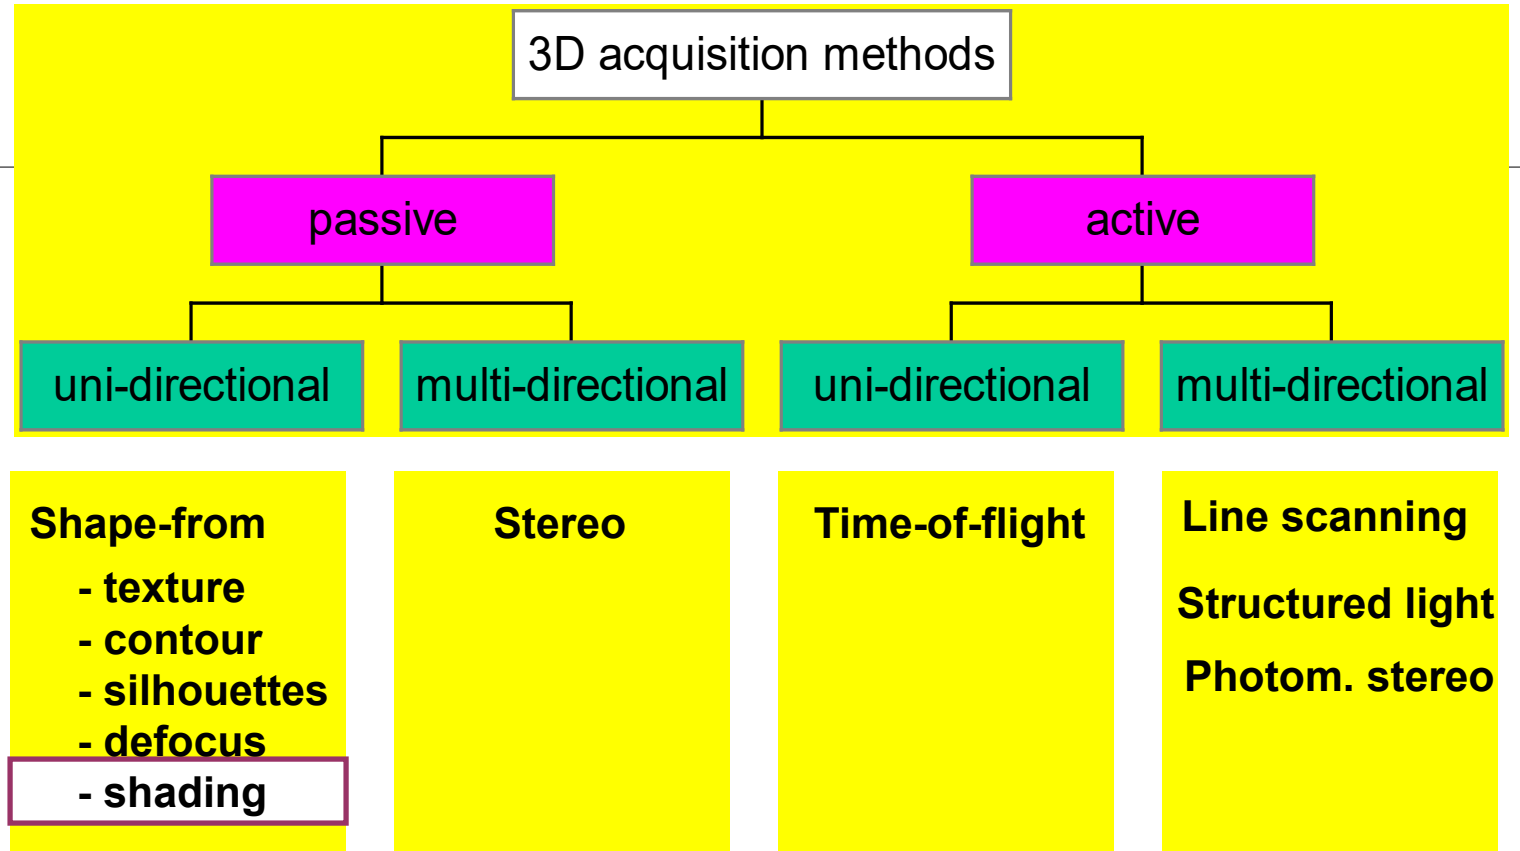 3D acquisition methods
passive
active
uni-directional
multi-directional
uni-directional
multi-directional
Shape-from
- texture
- contour
- silhouettes
- defocus
- shading
Stereo
Time-of-flight
Line scanning
Structured light
Photom. stereo